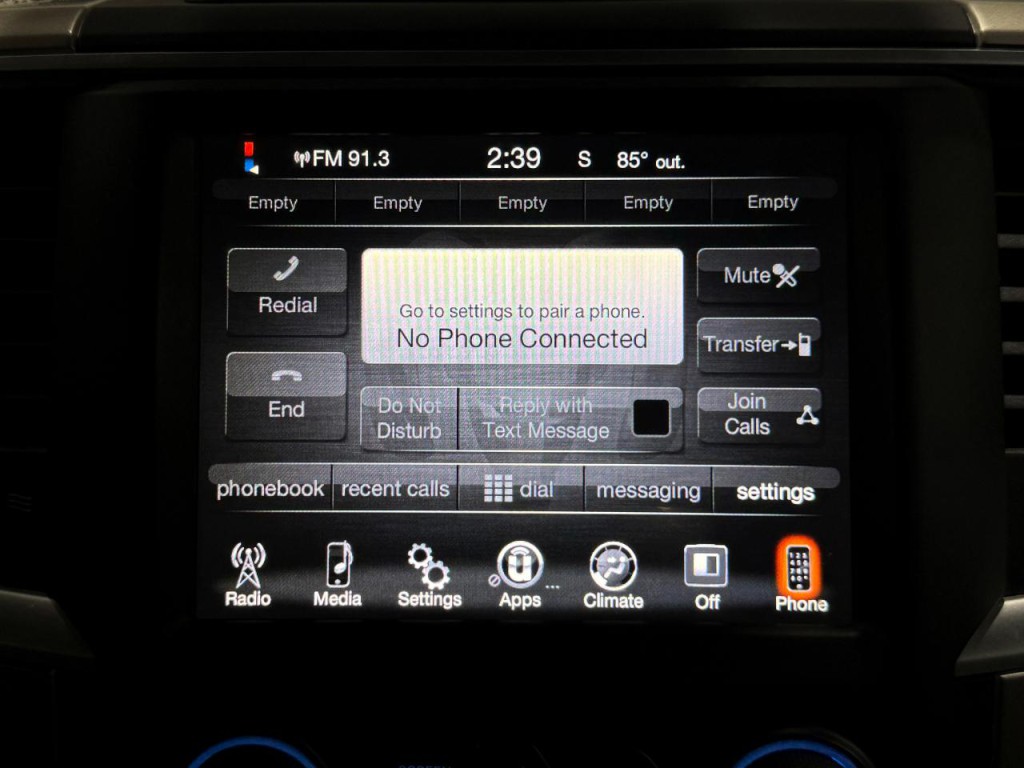 FM 91.3 2:39 S 85° out.
Empty Empty Empty Empty Empty
Redial
Go to settings to pair a phone.
No Phone Connected
Mute
Transfer
End
Do Not
Disturb
Reply with
Text Message
Join
Calls
phonebook recent calls dial messaging settings
Radio Media Settings Apps ... Climate Off Phone